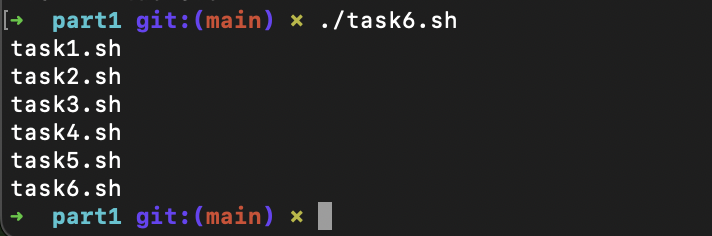 [➜  part1 git:(main) ✗ ./task6.sh
task1.sh
task2.sh
task3.sh
task4.sh
task5.sh
task6.sh
➜  part1 git:(main) ✗